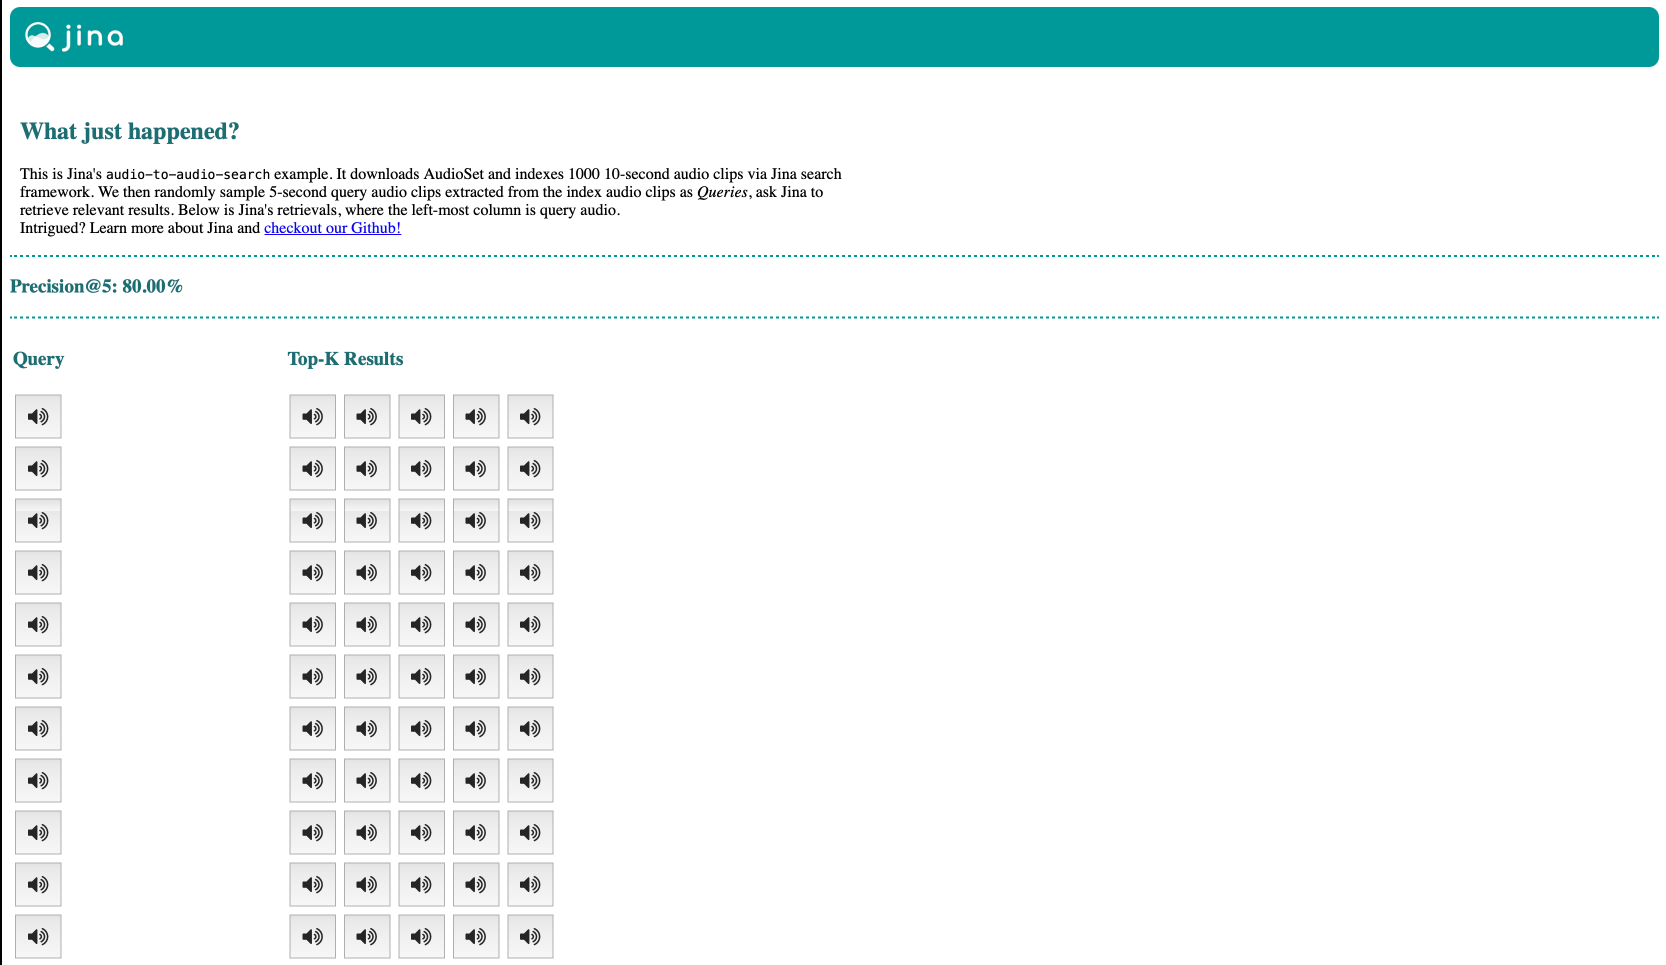 jina
What just happened?
This is Jina's audio-to-audio-search example. It downloads AudioSet and indexes 1000 10-second audio clips via Jina search
framework. We then randomly sample 5-second query audio clips extracted from the index audio clips as Queries, ask Jina to
retrieve relevant results. Below is Jina's retrievals, where the left-most column is query audio.
Intrigued? Learn more about Jina and checkout our Github!
Precision@5: 80.00%
Query Top-K Results